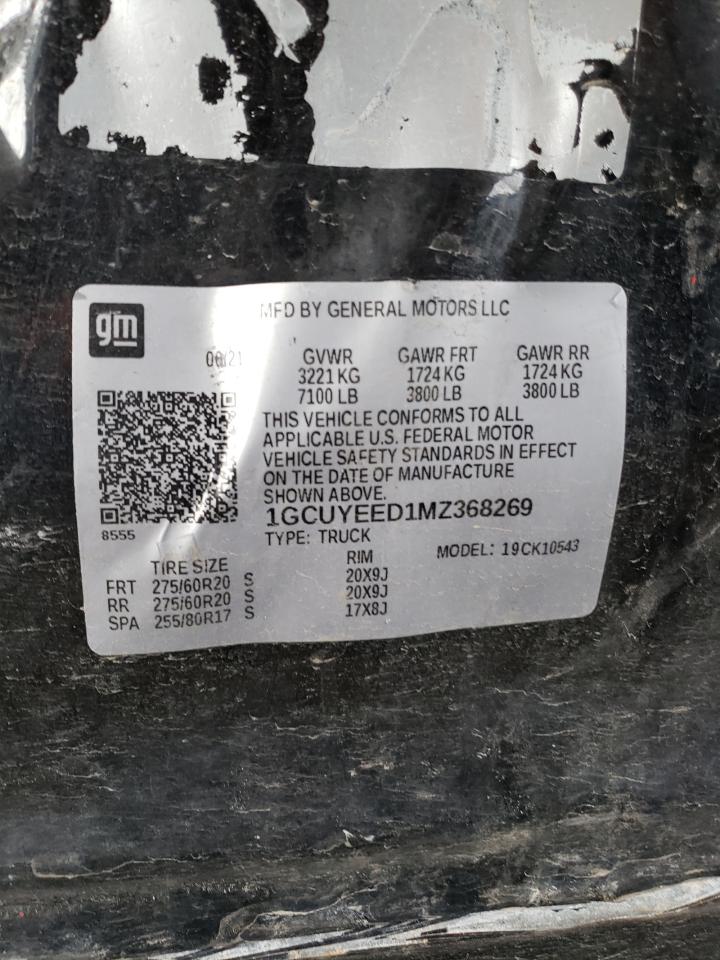 gm
MFD BY GENERAL MOTORS LLC
GVWR GAWR FRT GAWR RR
3221 KG 1724 KG 1724 KG
7100 LB 3800 LB 3800 LB
THIS VEHICLE CONFORMS TO ALL
APPLICABLE U.S. FEDERAL MOTOR
VEHICLE SAFETY STANDARDS IN EFFECT
ON THE DATE OF MANUFACTURE
SHOWN ABOVE.
1GCUYEED1MZ368269
8555
TYPE: TRUCK MODEL: 19CK10543
TIRE SIZE RIM
FRT 275/60R20 S 20X9J
RR 275/60R20 S 20X9J
SPA 255/80R17 S 17X8J